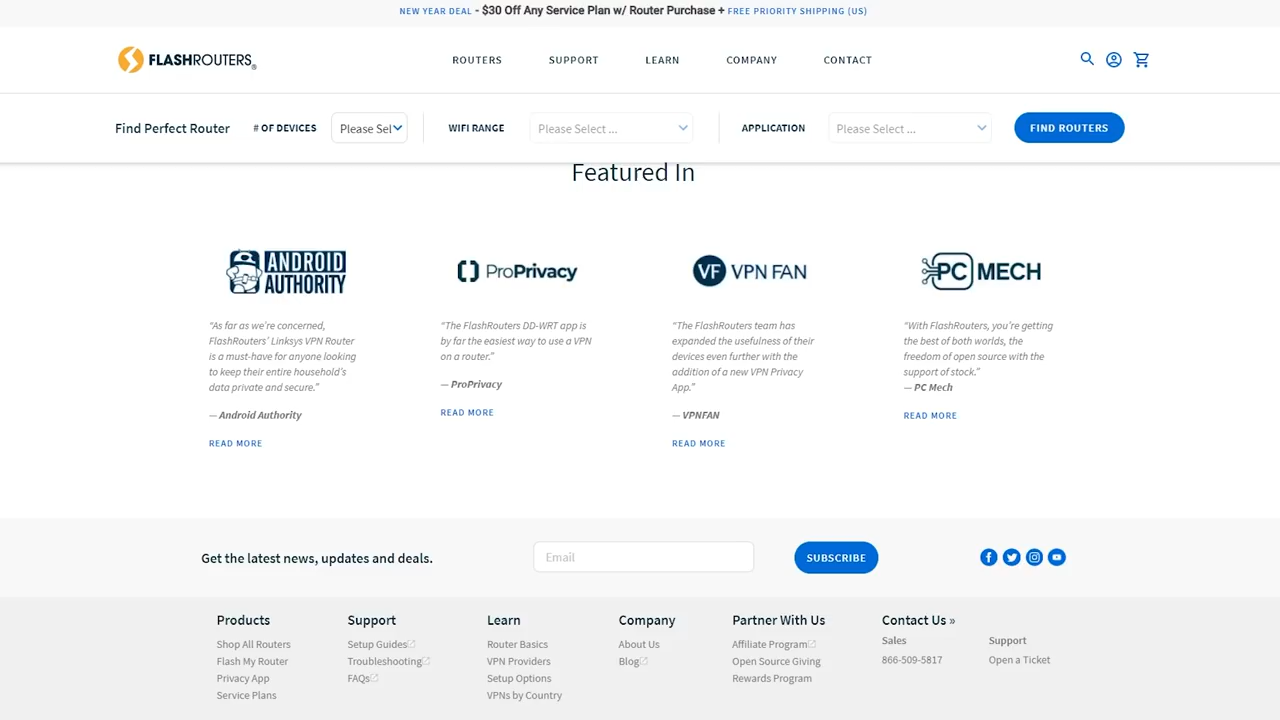 NEW YEAR DEAL - $30 Off Any Service Plan w/ Router Purchase + FREE PRIORITY SHIPPING (US)
FLASHROUTERS®
ROUTERS SUPPORT LEARN COMPANY CONTACT
Find Perfect Router # OF DEVICES Please Sel WIFI RANGE Please Select ... APPLICATION Please Select ... FIND ROUTERS
Featured In
ANDROID AUTHORITY
“As far as we’re concerned,
FlashRouters’ Linksys VPN Router
is a must-have for anyone looking
to keep their entire household’s
data private and secure.”
— Android Authority
READ MORE
ProPrivacy
“The FlashRouters DD-WRT app is
by far the easiest way to use a VPN
on a router.”
— ProPrivacy
READ MORE
VF VPN FAN
“The FlashRouters team has
expanded the usefulness of their
devices even further with the
addition of a new VPN Privacy
App.”
— VPNFAN
READ MORE
PC MECH
“With FlashRouters, you’re getting
the best of both worlds, the
freedom of open source with the
support of stock.”
— PC Mech
READ MORE
Get the latest news, updates and deals. Email SUBSCRIBE
Products
Shop All Routers
Flash My Router
Privacy App
Service Plans
Support
Setup Guides
Troubleshooting
FAQs
Learn
Router Basics
VPN Providers
Setup Options
VPNs by Country
Company
About Us
Blog
Partner With Us
Affiliate Program
Open Source Giving
Rewards Program
Contact Us »
Sales
866-509-5817
Support
Open a Ticket